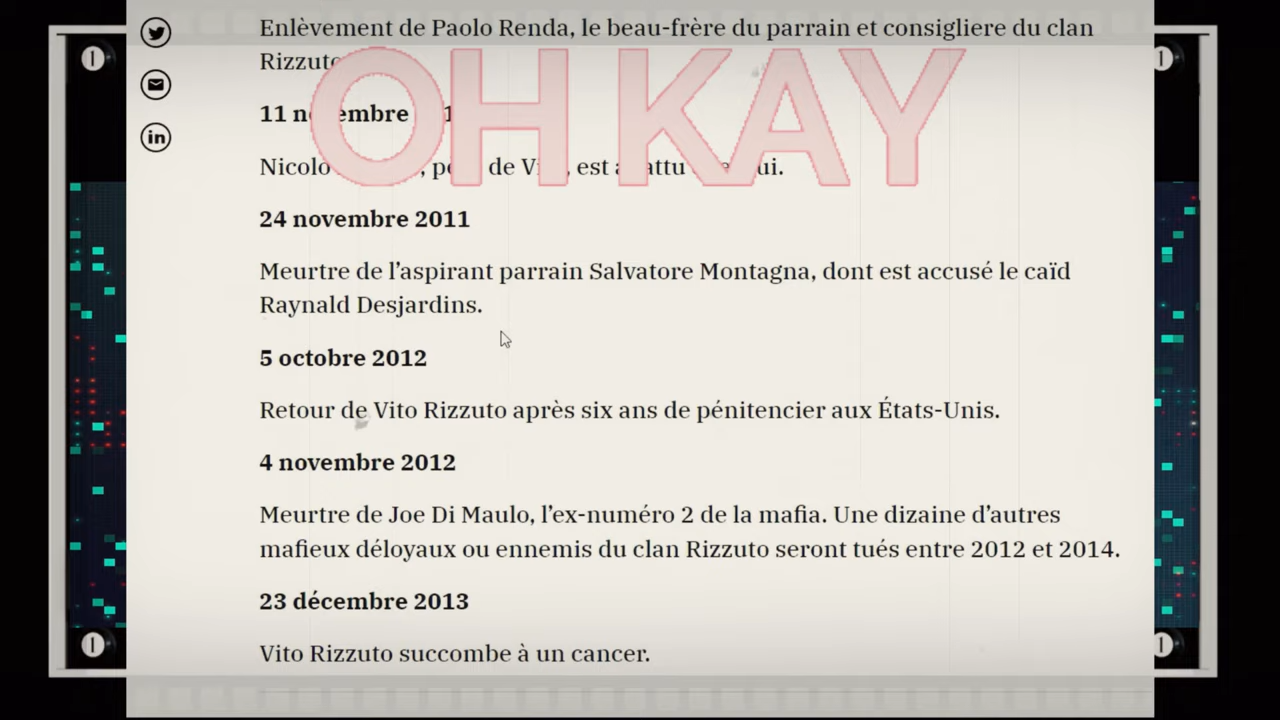 Enlèvement de Paolo Renda, le beau-frère du parrain et consigliere du clan
Rizzuto
OH KAY
11 novembre
Nicolo de est
24 novembre 2011
Meurtre de l’aspirant parrain Salvatore Montagna, dont est accusé le caïd
Raynald Desjardins.
5 octobre 2012
Retour de Vito Rizzuto après six ans de pénitencier aux États-Unis.
4 novembre 2012
Meurtre de Joe Di Maulo, l’ex-numéro 2 de la mafia. Une dizaine d’autres
mafieux déloyaux ou ennemis du clan Rizzuto seront tués entre 2012 et 2014.
23 décembre 2013
Vito Rizzuto succombe à un cancer.